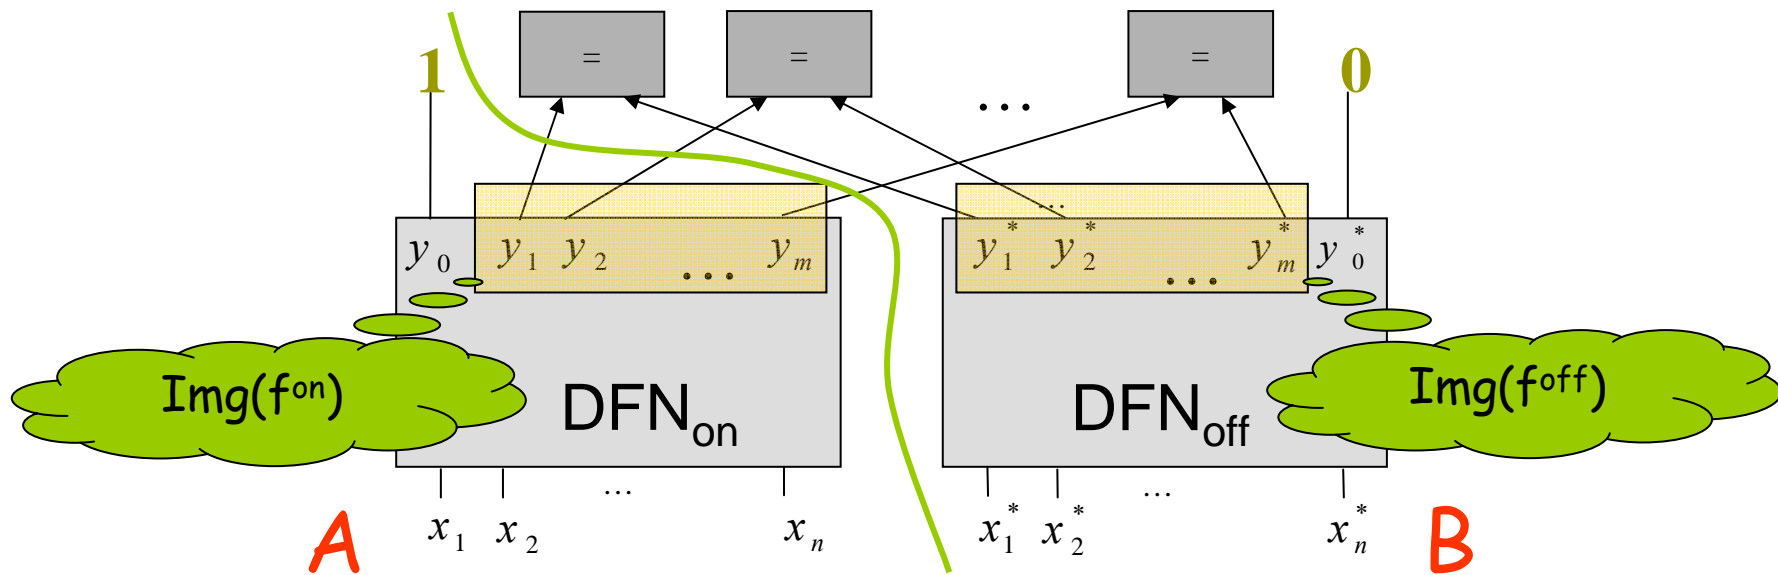 1 = = … = 0
…
y₀ y₁ y₂ … yₘ y₁* y₂* … yₘ* y₀*
Img(fᵒⁿ) DFNₒₙ DFN_off Img(fᵒᶠᶠ)
… …
A x₁ x₂ xₙ x₁* x₂* xₙ* B